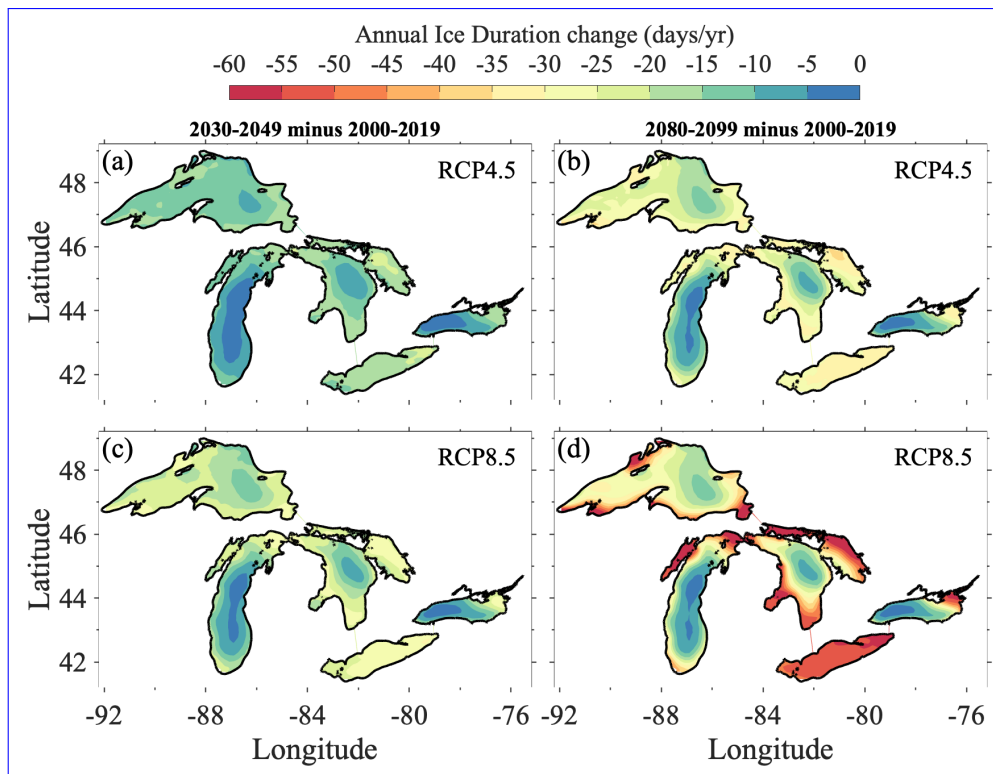 Annual Ice Duration change (days/yr)
-60 -55 -50 -45 -40 -35 -30 -25 -20 -15 -10 -5 0
2030-2049 minus 2000-2019
2080-2099 minus 2000-2019
(a)
RCP4.5
48
46
44
42
Latitude
(b)
RCP4.5
(c)
RCP8.5
48
46
44
42
Latitude
(d)
RCP8.5
-92 -88 -84 -80 -76
-92 -88 -84 -80 -76
Longitude
Longitude